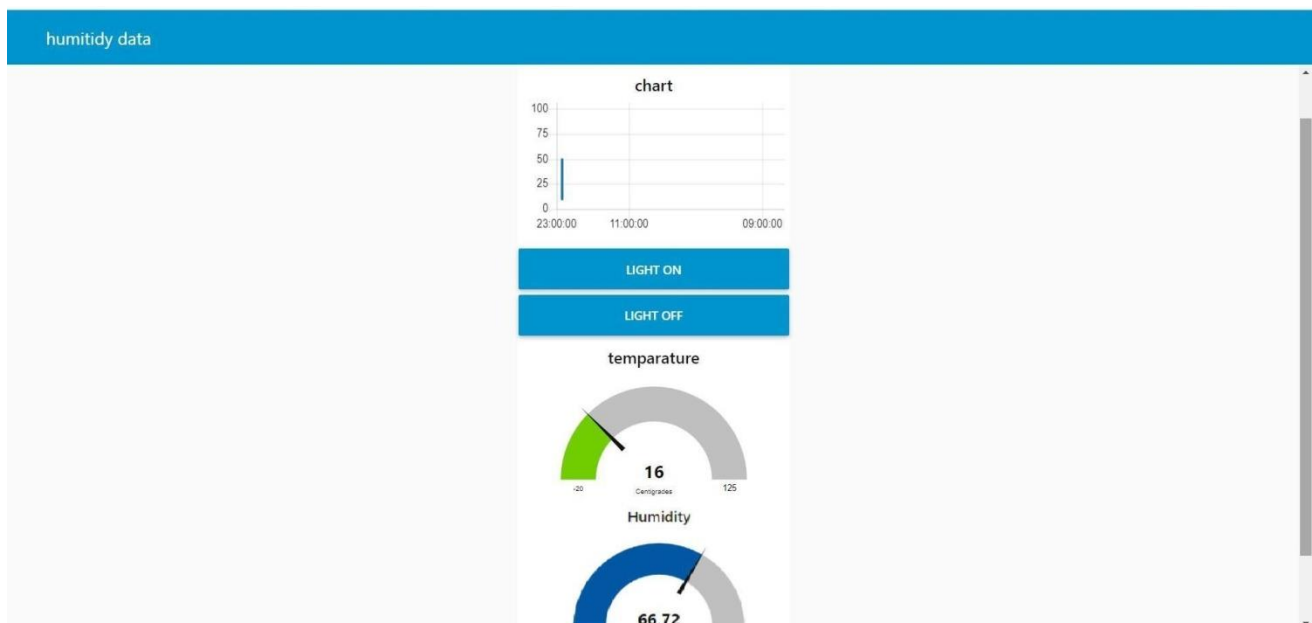 humitidy data
chart
100
75
50
25
0
23:00:00 11:00:00 09:00:00
LIGHT ON
LIGHT OFF
temparature
16
-20 Centigrades 125
Humidity
66.72